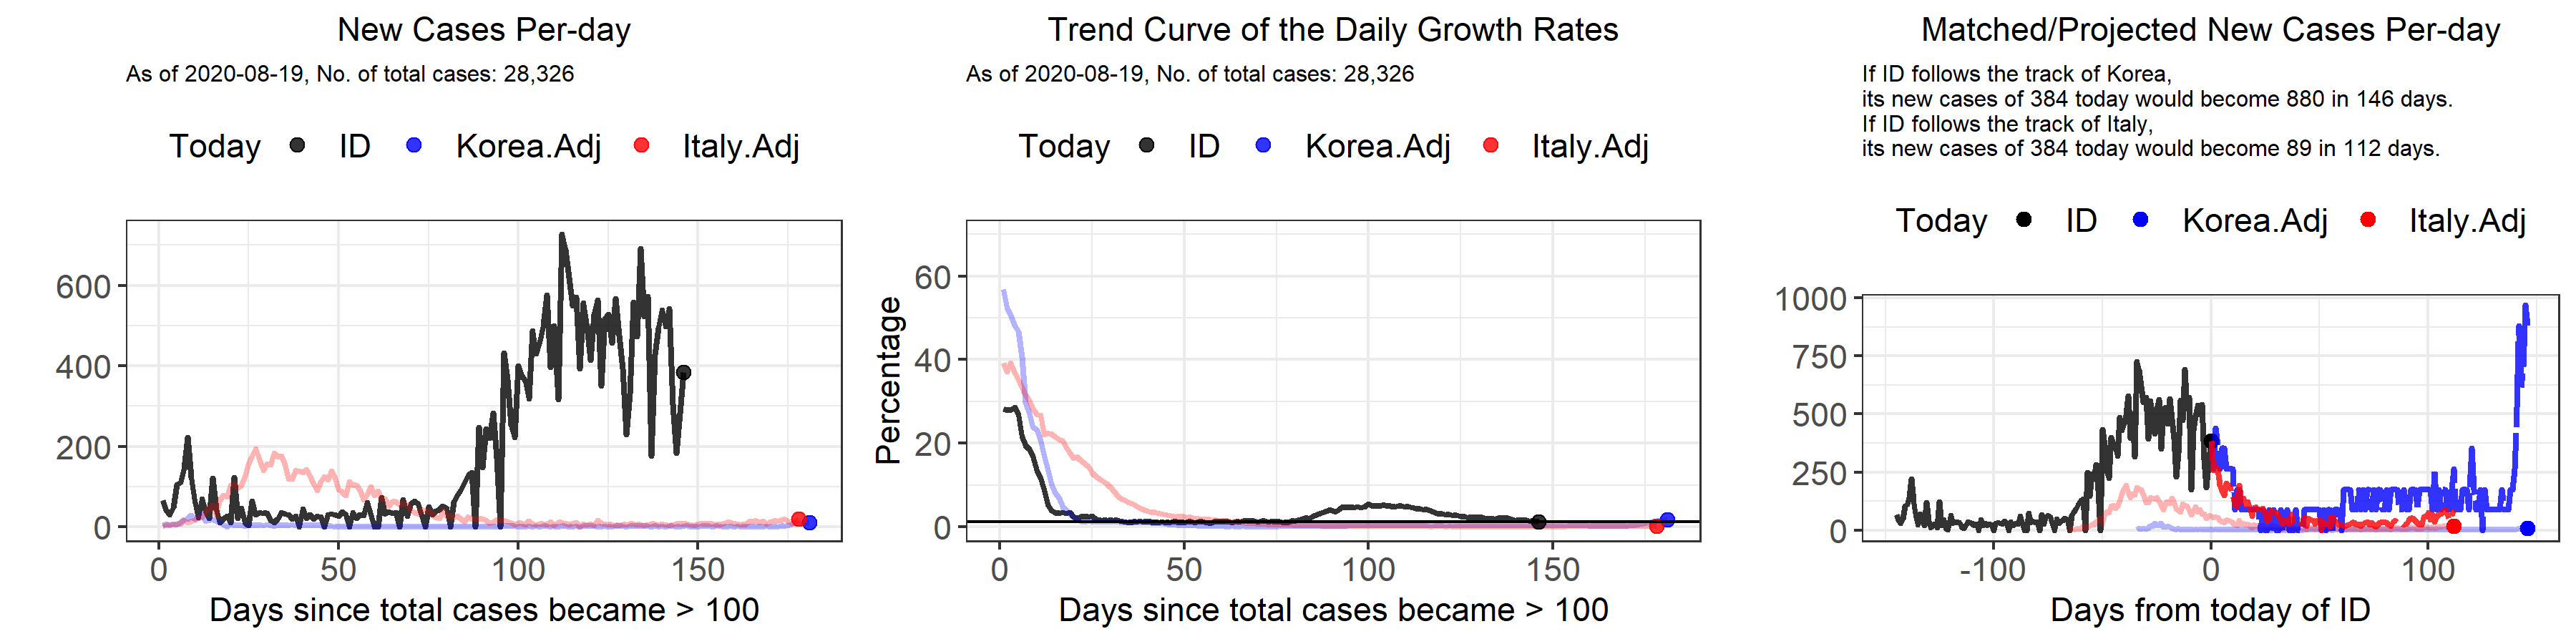 New Cases Per-day
As of 2020-08-19, No. of total cases: 28,326
Today ID Korea.Adj Italy.Adj
600
400
200
0
0 50 100 150
Days since total cases became > 100
Trend Curve of the Daily Growth Rates
As of 2020-08-19, No. of total cases: 28,326
Today ID Korea.Adj Italy.Adj
Percentage
60
40
20
0
0 50 100 150
Days since total cases became > 100
Matched/Projected New Cases Per-day
If ID follows the track of Korea,
its new cases of 384 today would become 880 in 146 days.
If ID follows the track of Italy,
its new cases of 384 today would become 89 in 112 days.
Today ID Korea.Adj Italy.Adj
1000
750
500
250
0
-100 0 100
Days from today of ID